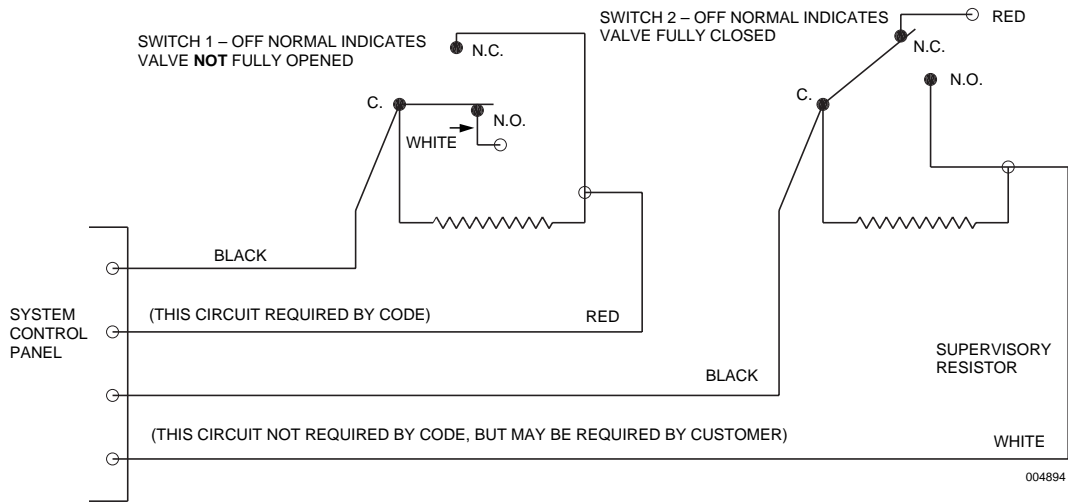 SWITCH 1 – OFF NORMAL INDICATES
VALVE NOT FULLY OPENED
N.C.
C.
N.O.
WHITE
SWITCH 2 – OFF NORMAL INDICATES
VALVE FULLY CLOSED
RED
N.C.
N.O.
C.
BLACK
SYSTEM
CONTROL
PANEL
(THIS CIRCUIT REQUIRED BY CODE)
RED
SUPERVISORY
RESISTOR
BLACK
(THIS CIRCUIT NOT REQUIRED BY CODE, BUT MAY BE REQUIRED BY CUSTOMER)
WHITE
004894